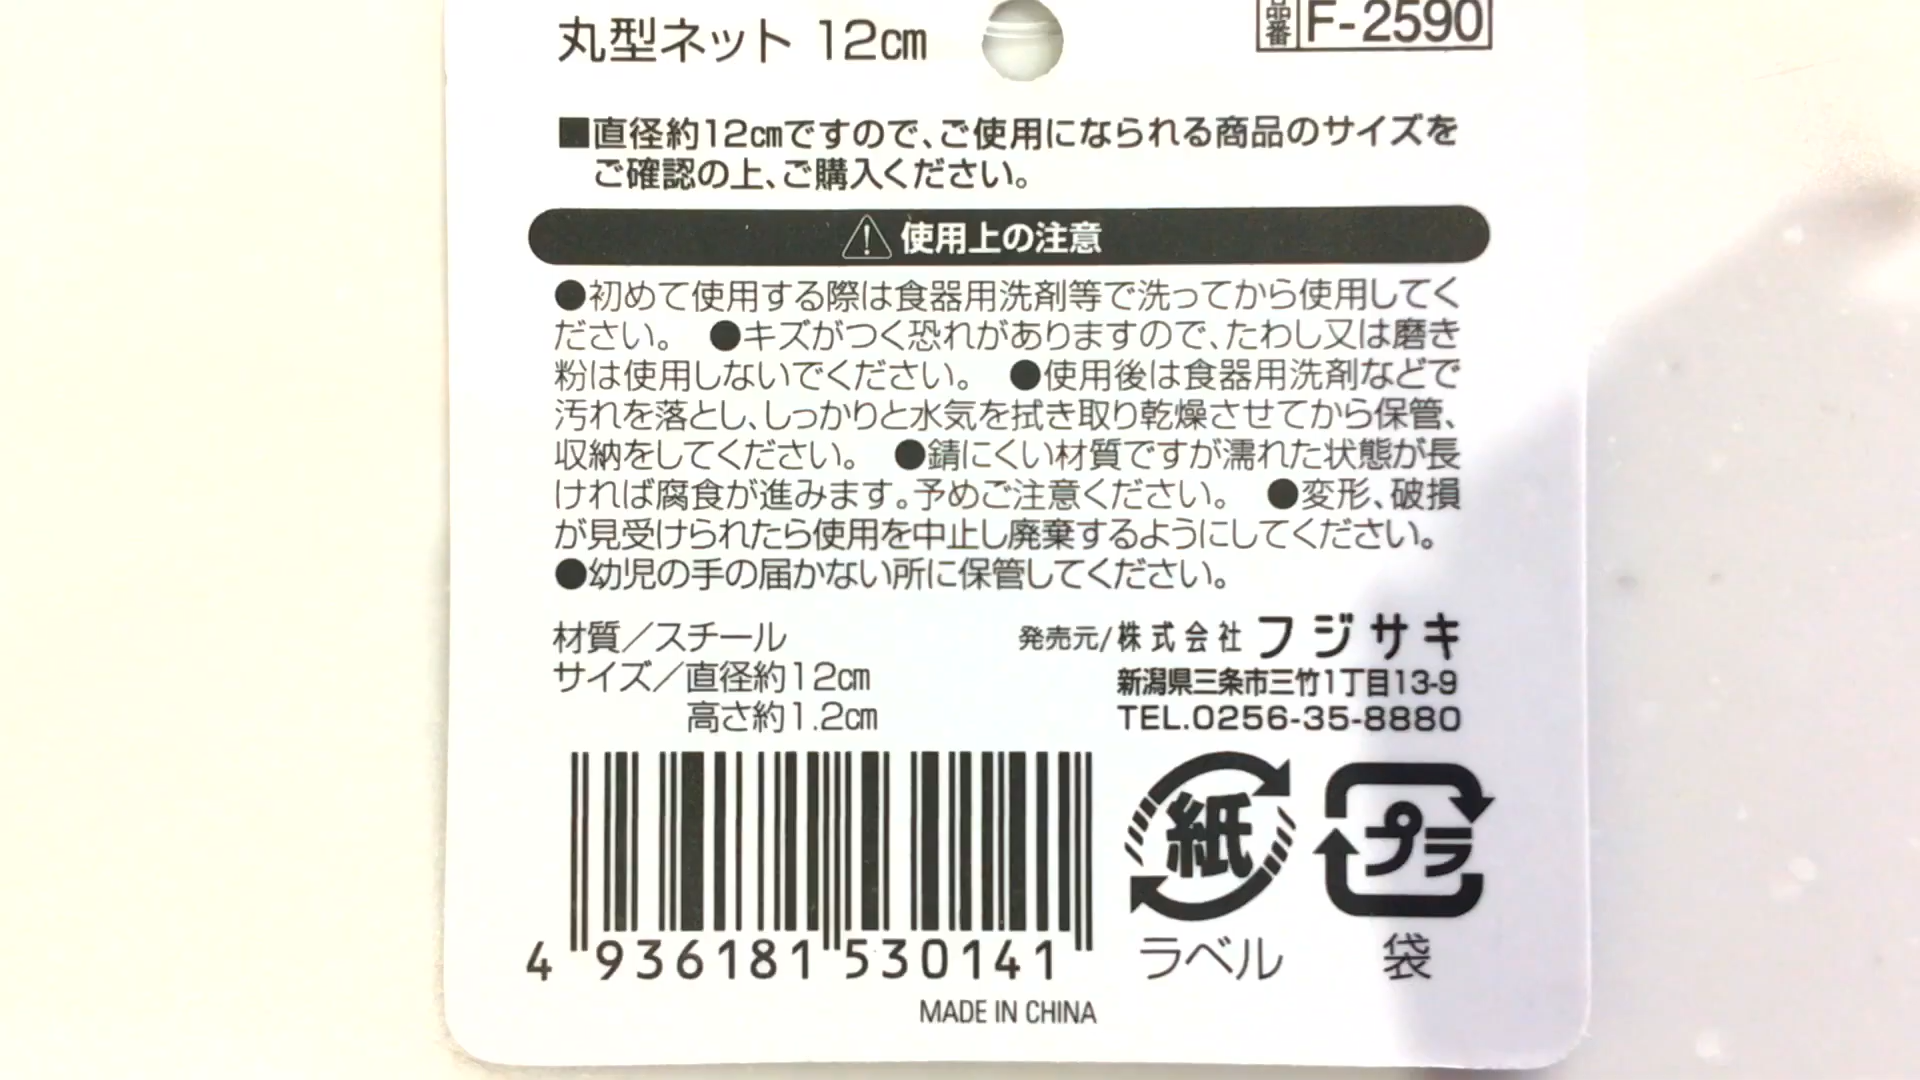 丸型ネット 12㎝
品番 F-2590
■直径約12㎝ですので、ご使用になられる商品のサイズを
ご確認の上、ご購入ください。
使用上の注意
●初めて使用する際は食器用洗剤等で洗ってから使用してく
ださい。 ●キズがつく恐れがありますので、たわし又は磨き
粉は使用しないでください。 ●使用後は食器用洗剤などで
汚れを落とし、しっかりと水気を拭き取り乾燥させてから保管、
収納をしてください。 ●錆にくい材質ですが濡れた状態が長
ければ腐食が進みます。予めご注意ください。 ●変形、破損
が見受けられたら使用を中止し廃棄するようにしてください。
●幼児の手の届かない所に保管してください。
材質／スチール
サイズ／直径約12㎝
高さ約1.2㎝
発売元/株式会社フジサキ
新潟県三条市三竹1丁目13-9
TEL.0256-35-8880
4 936181 530141
MADE IN CHINA
紙
ラベル
プラ
袋